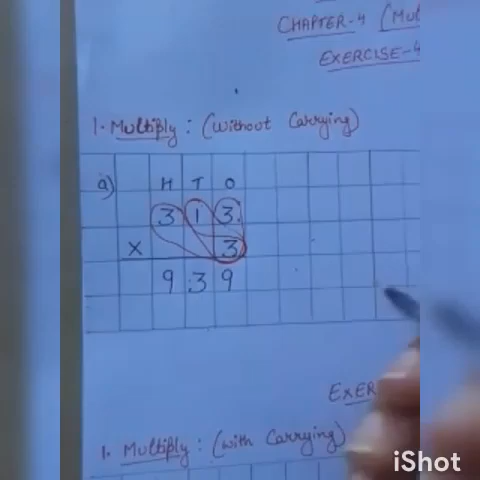 CHAPTER-4 (Mul
EXERCISE-4
1. Multiply : (Without Carrying)
a) H T O
3 1 3
× 3
9 3 9
EXER
1. Multiply : (with Carrying)
iShot